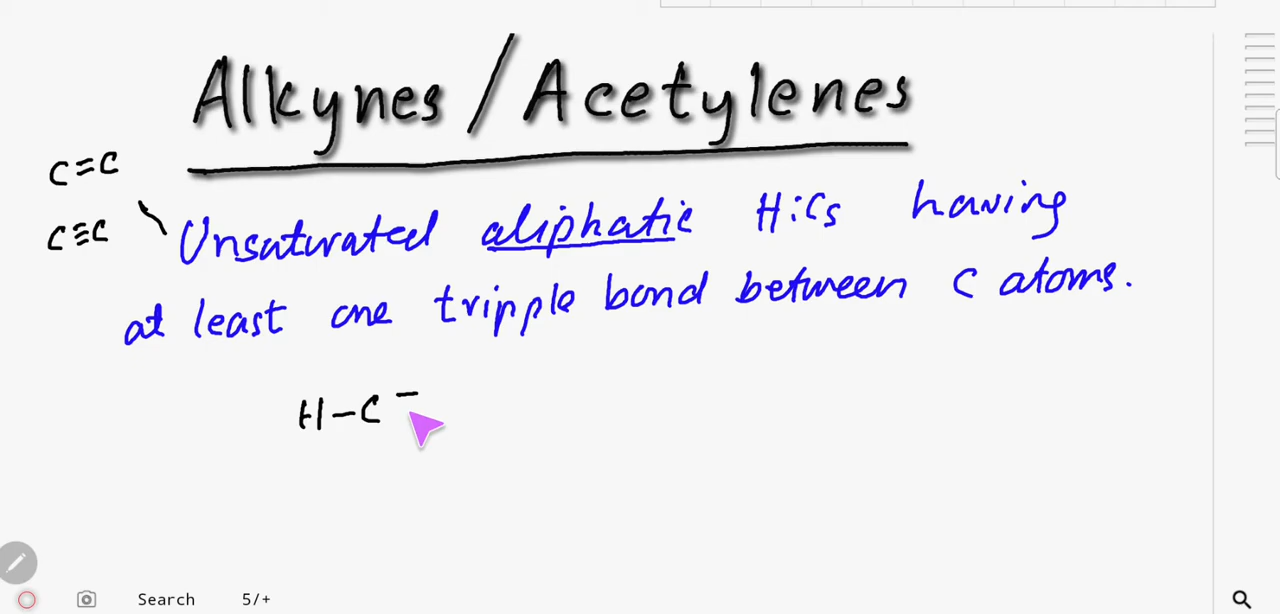 Alkynes / Acetylenes
C=C
C≡C
Unsaturated aliphatic H.Cs having
at least one tripple bond between C atoms.
H-C-
Search 5/+